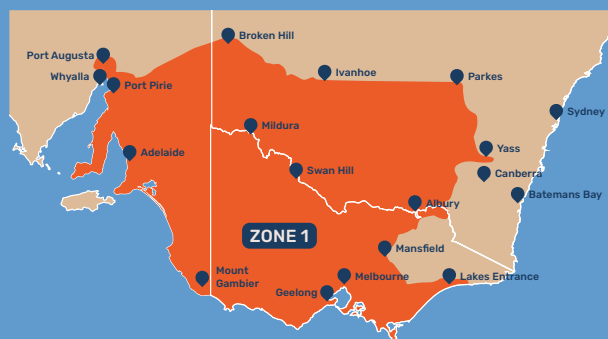 Broken Hill
Port Augusta
Whyalla
Ivanhoe
Parkes
Port Pirie
Sydney
Mildura
Adelaide
Yass
Swan Hill
Canberra
Batemans Bay
Albury
ZONE 1
Mansfield
Mount
Gambier
Melbourne
Lakes Entrance
Geelong